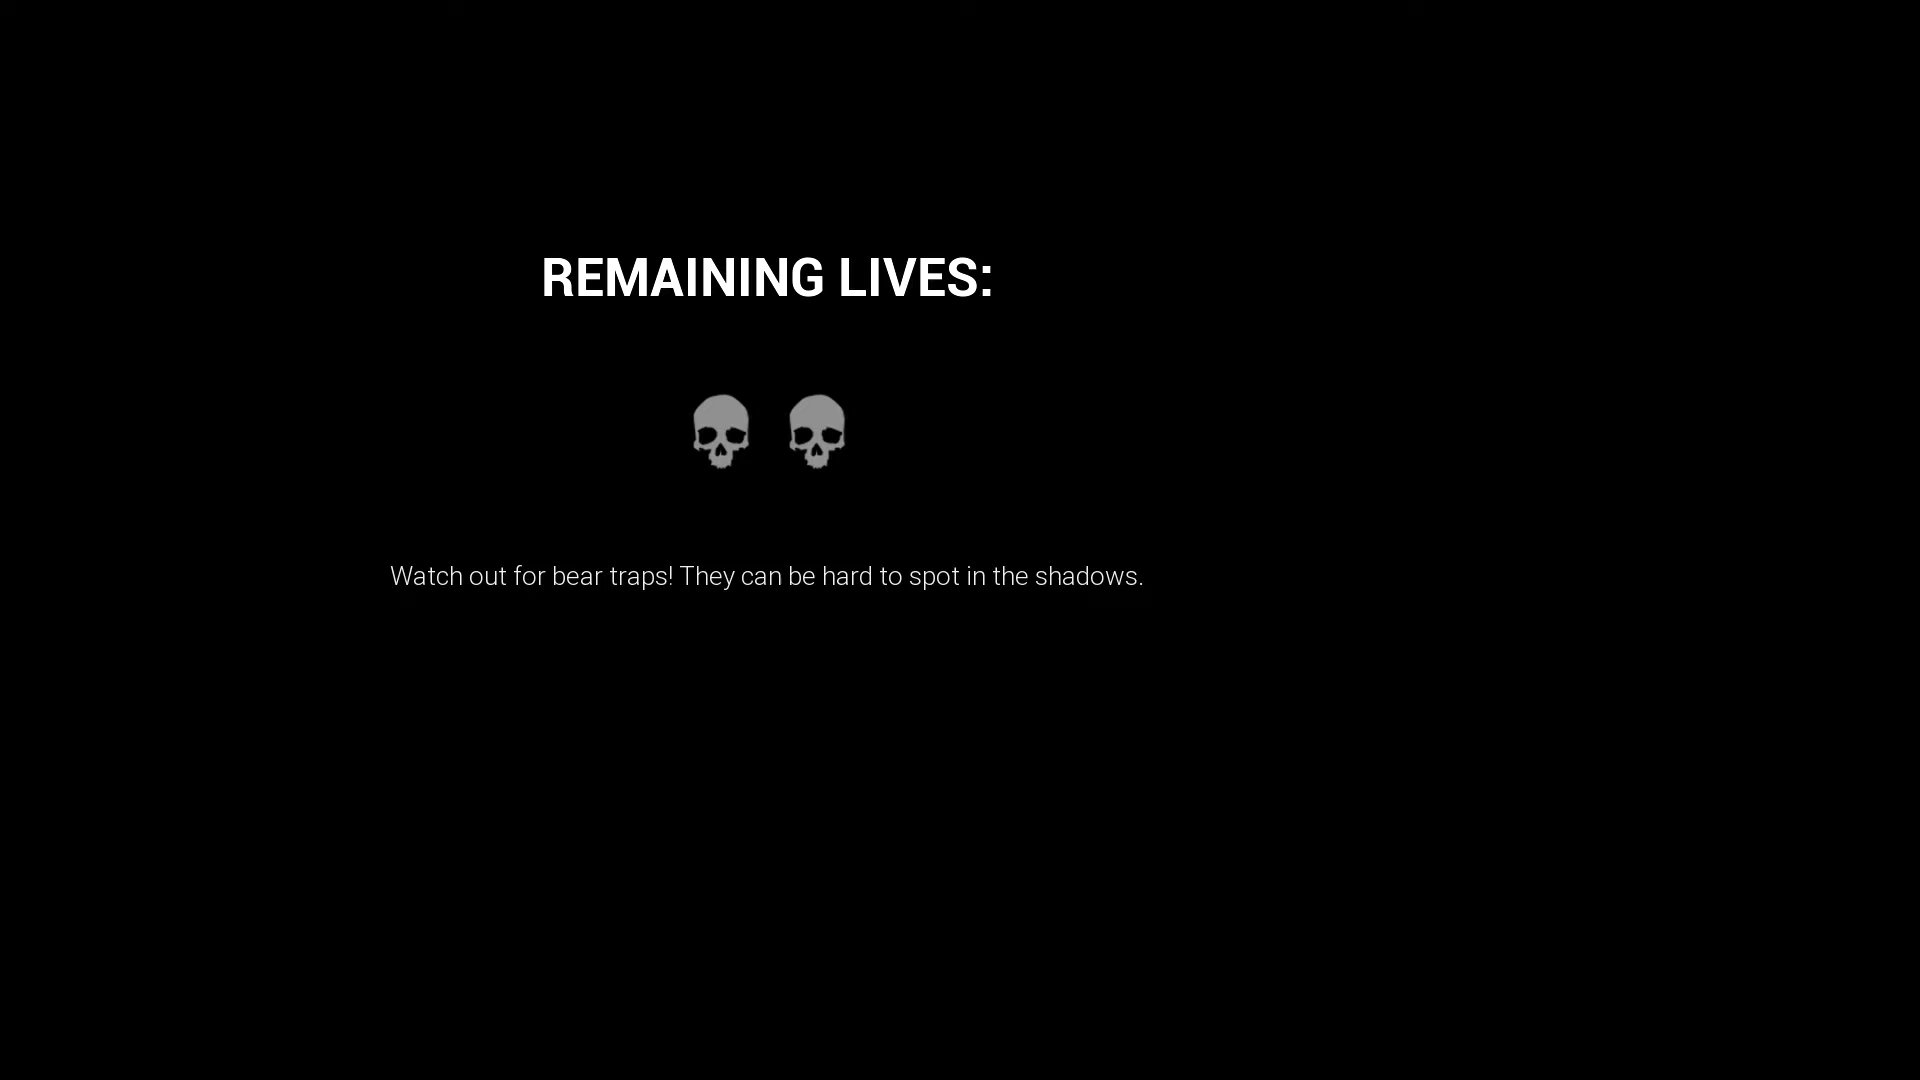 REMAINING LIVES:
Watch out for bear traps! They can be hard to spot in the shadows.